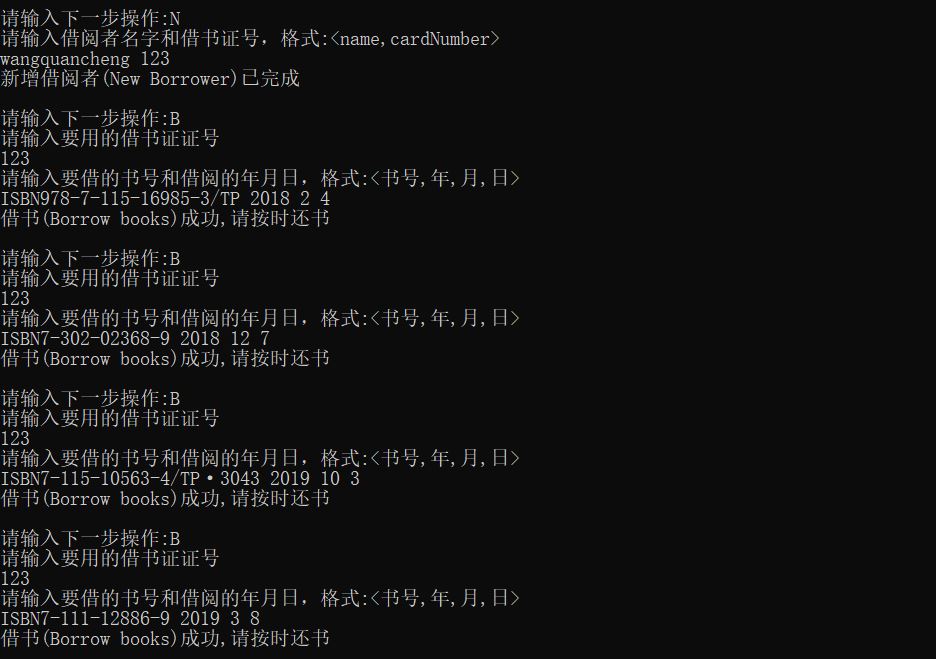 请输入下一步操作:N
请输入借阅者名字和借书证号，格式:<name,cardNumber>
wangquancheng 123
新增借阅者(New Borrower)已完成
请输入下一步操作:B
请输入要用的借书证证号
123
请输入要借的书号和借阅的年月日，格式:<书号,年,月,日>
ISBN978-7-115-16985-3/TP 2018 2 4
借书(Borrow books)成功,请按时还书
请输入下一步操作:B
请输入要用的借书证证号
123
请输入要借的书号和借阅的年月日，格式:<书号,年,月,日>
ISBN7-302-02368-9 2018 12 7
借书(Borrow books)成功,请按时还书
请输入下一步操作:B
请输入要用的借书证证号
123
请输入要借的书号和借阅的年月日，格式:<书号,年,月,日>
ISBN7-115-10563-4/TP·3043 2019 10 3
借书(Borrow books)成功,请按时还书
请输入下一步操作:B
请输入要用的借书证证号
123
请输入要借的书号和借阅的年月日，格式:<书号,年,月,日>
ISBN7-111-12886-9 2019 3 8
借书(Borrow books)成功,请按时还书